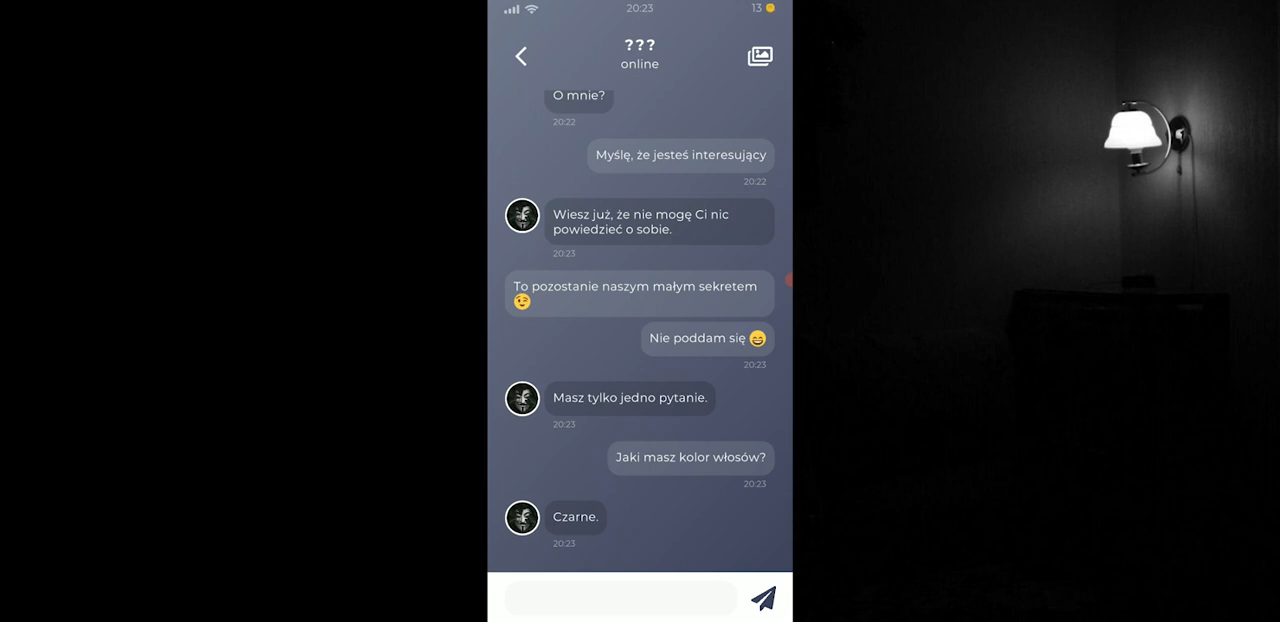 20:23
13
???
online
O mnie?
20:22
Myślę, że jesteś interesujący
20:22
Wiesz już, że nie mogę Ci nic
powiedzieć o sobie.
20:23
To pozostanie naszym małym sekretem
😉
Nie poddam się 😄
20:23
Masz tylko jedno pytanie.
20:23
Jaki masz kolor włosów?
20:23
Czarne.
20:23